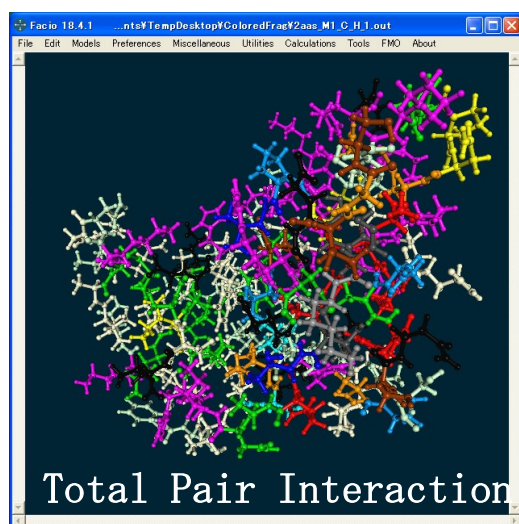 Facio 18.4.1 ...nts¥TempDesktop¥ColoredFrag¥2aas_M1_C_H_1.out
File Edit Models Preferences Miscellaneous Utilities Calculations Tools FMO About
Total Pair Interaction